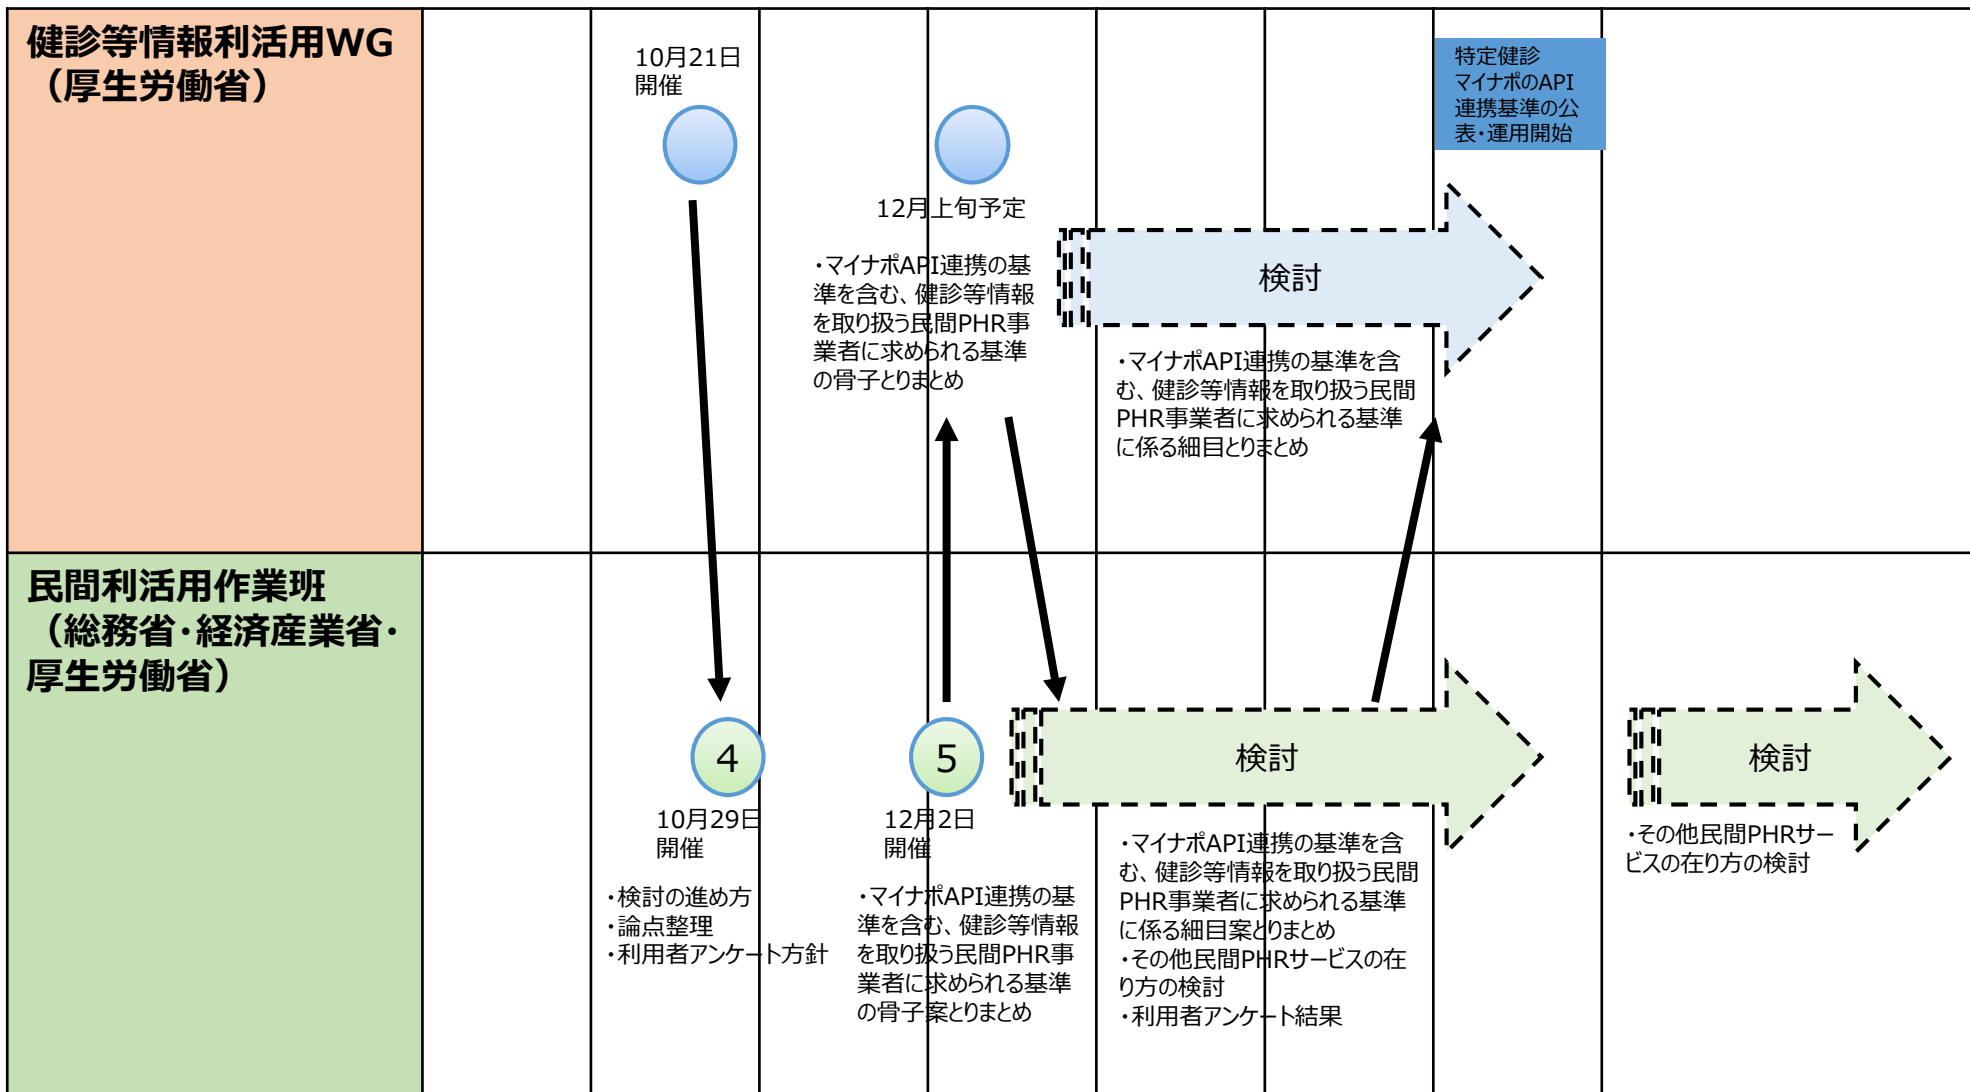 健診等情報利活用WG
（厚生労働省）
10月21日
開催
12月上旬予定
・マイナポAPI連携の基
準を含む、健診等情報
を取り扱う民間PHR事
業者に求められる基準
の骨子とりまとめ
検討
・マイナポAPI連携の基準を含
む、健診等情報を取り扱う民間
PHR事業者に求められる基準
に係る細目とりまとめ
特定健診
マイナポのAPI
連携基準の公
表・運用開始
民間利活用作業班
（総務省・経済産業省・
厚生労働省）
4
10月29日
開催
・検討の進め方
・論点整理
・利用者アンケート方針
5
12月2日
開催
・マイナポAPI連携の基
準を含む、健診等情報
を取り扱う民間PHR事
業者に求められる基準
の骨子案とりまとめ
検討
・マイナポAPI連携の基準を含
む、健診等情報を取り扱う民間
PHR事業者に求められる基準
に係る細目案とりまとめ
・その他民間PHRサービスの在
り方の検討
・利用者アンケート結果
検討
・その他民間PHRサー
ビスの在り方の検討